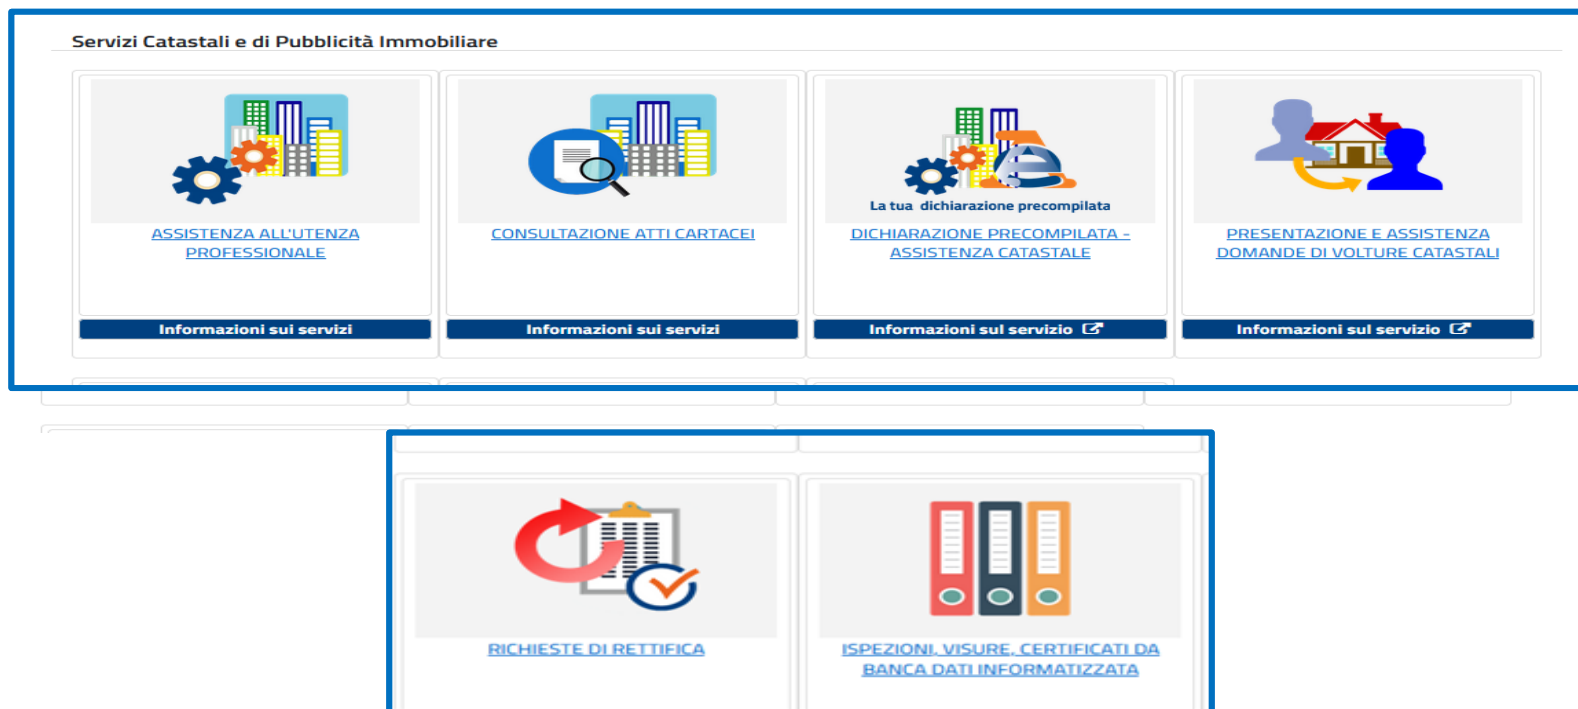 Servizi Catastali e di Pubblicità Immobiliare
La tua dichiarazione precompilata
ASSISTENZA ALL'UTENZA
PROFESSIONALE
CONSULTAZIONE ATTI CARTACEI
DICHIARAZIONE PRECOMPILATA -
ASSISTENZA CATASTALE
PRESENTAZIONE E ASSISTENZA
DOMANDE DI VOLTURE CATASTALI
Informazioni sui servizi
Informazioni sui servizi
Informazioni sul servizio
Informazioni sul servizio
RICHIESTE DI RETTIFICA
ISPEZIONI, VISURE, CERTIFICATI DA
BANCA DATI INFORMATIZZATA